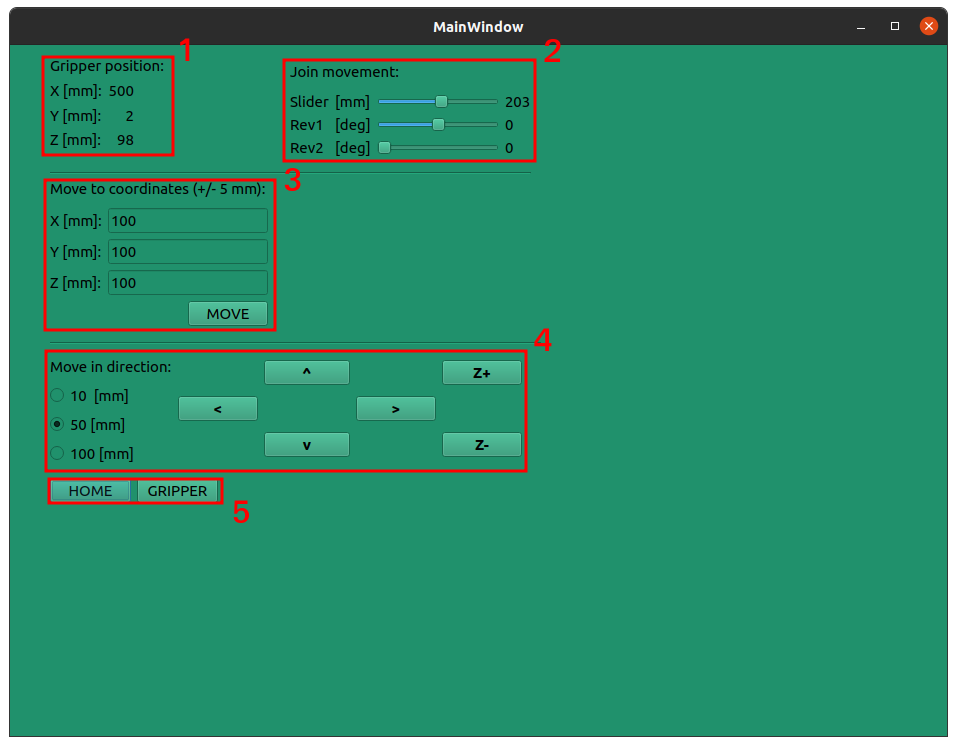 MainWindow
1
Gripper position:
X [mm]: 500
Y [mm]: 2
Z [mm]: 98
2
Join movement:
Slider [mm] 203
Rev1 [deg] 0
Rev2 [deg] 0
3
Move to coordinates (+/- 5 mm):
X [mm]: 100
Y [mm]: 100
Z [mm]: 100
MOVE
4
Move in direction:
10 [mm]
50 [mm]
100 [mm]
^
< >
v
Z+
Z-
HOME GRIPPER
5